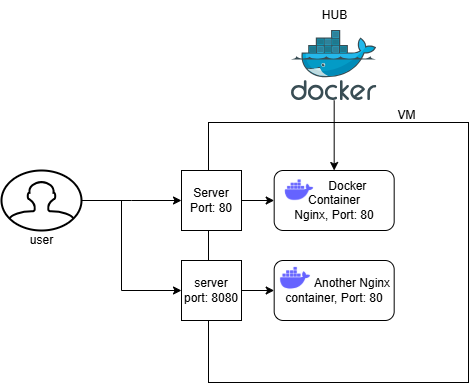 HUB
docker
VM
Server
Port: 80
Docker
Container
Nginx, Port: 80
user
server
port: 8080
Another Nginx
container, Port: 80